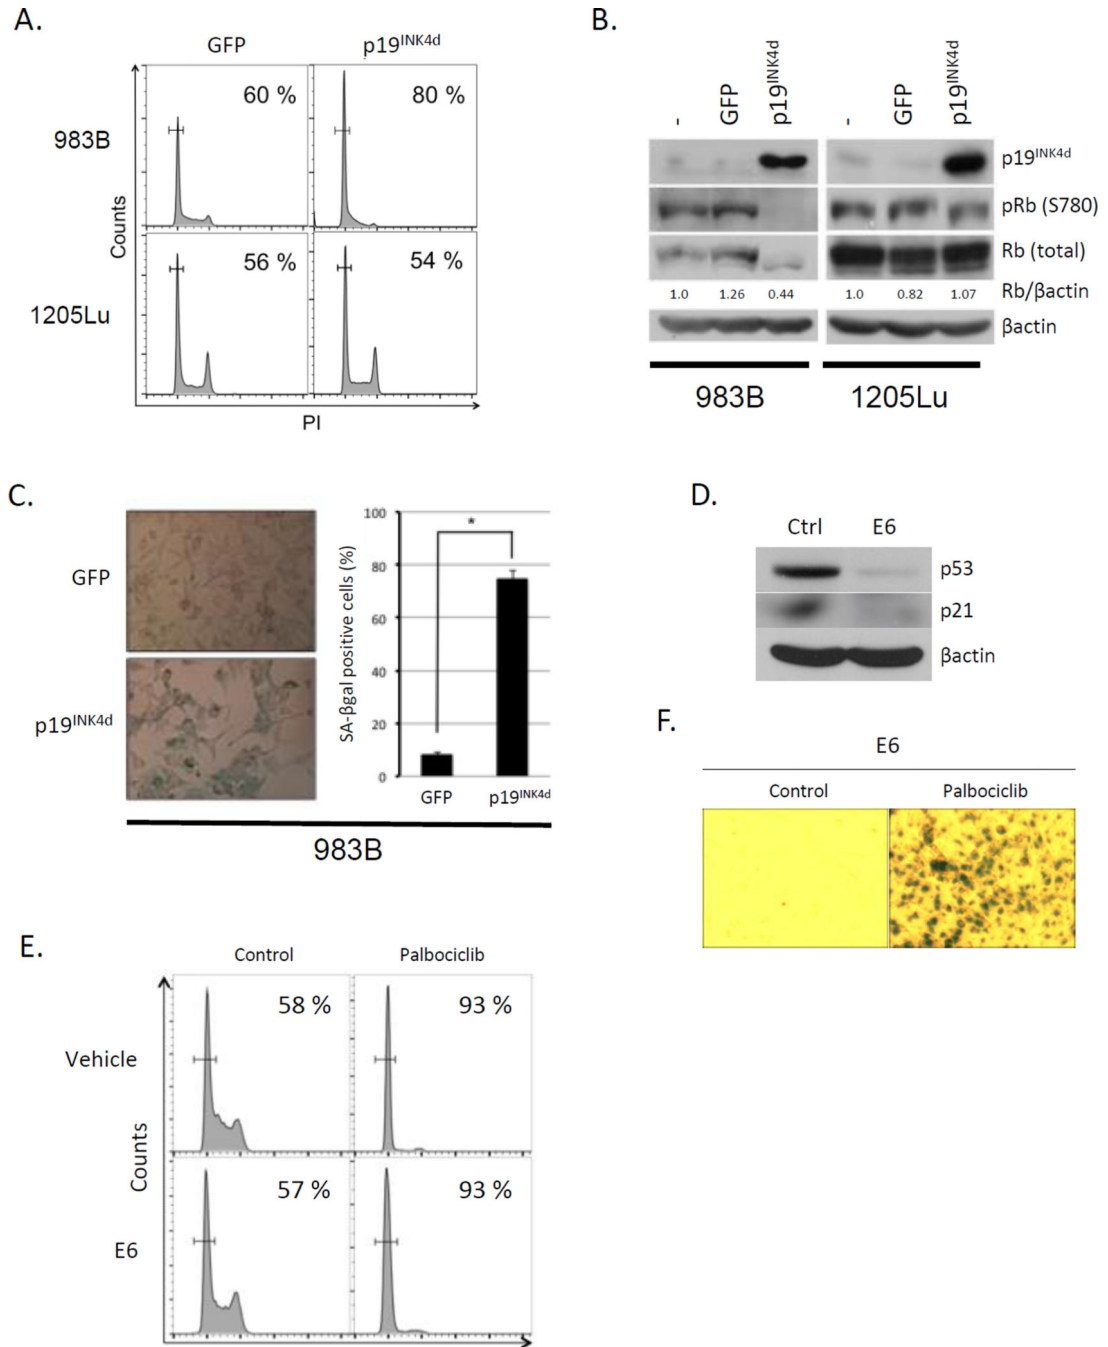 A.
GFP
p19INK4d
983B
60 %
80 %
1205Lu
56 %
54 %
Counts
PI
B.
-
GFP
p19INK4d
-
GFP
p19INK4d
p19INK4d
pRb (S780)
Rb (total)
1.0 1.26 0.44 1.0 0.82 1.07 Rb/βactin
βactin
983B
1205Lu
C.
GFP
p19INK4d
SA-βgal positive cells (%)
100
80
60
40
20
0
*
GFP p19INK4d
983B
D.
Ctrl E6
p53
p21
βactin
F.
E6
Control Palbociclib
E.
Control Palbociclib
Vehicle
58 % 93 %
E6
57 % 93 %
Counts